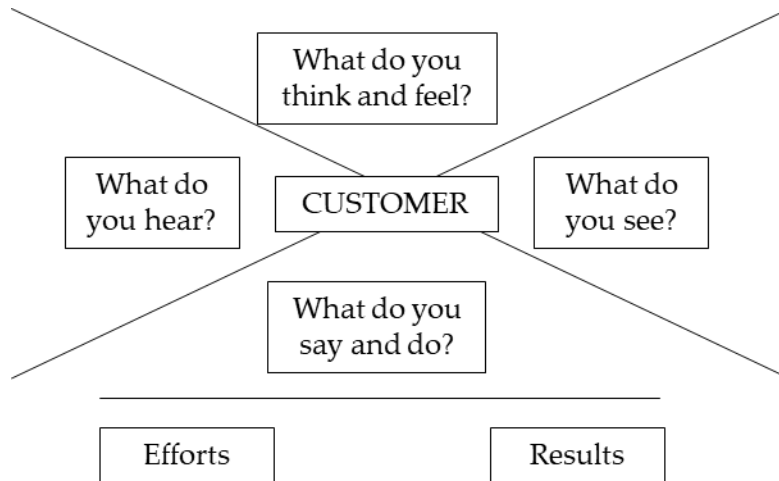 What do you
think and feel?
What do
you hear?
CUSTOMER
What do
you see?
What do you
say and do?
Efforts
Results